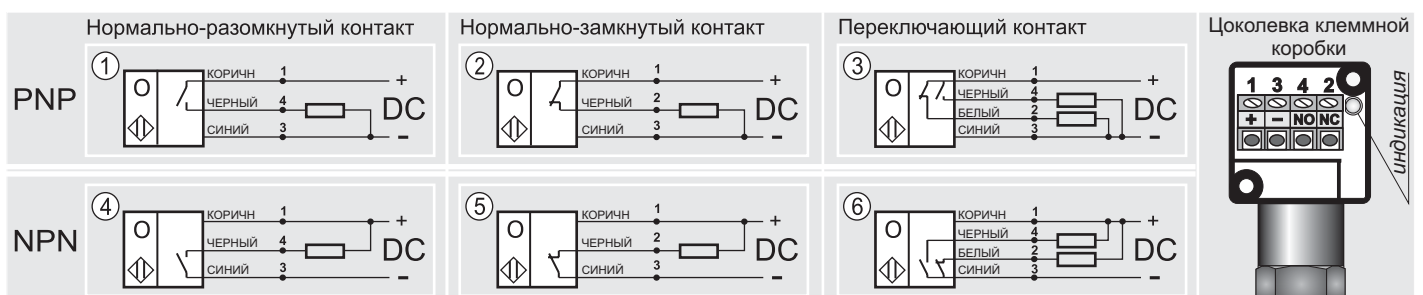 Нормально-разомкнутый контакт
Нормально-замкнутый контакт
Переключающий контакт
Цоколевка клеммной
коробки
PNP
1
О
КОРИЧН 1 +
ЧЕРНЫЙ 4 DC
СИНИЙ 3 -
2
О
КОРИЧН 1 +
ЧЕРНЫЙ 2 DC
СИНИЙ 3 -
3
О
КОРИЧН 1 +
ЧЕРНЫЙ 4
БЕЛЫЙ 2 DC
СИНИЙ 3 -
1 3 4 2
+ - NO NC
индикация
NPN
4
О
КОРИЧН 1 +
ЧЕРНЫЙ 4 DC
СИНИЙ 3 -
5
О
КОРИЧН 1 +
ЧЕРНЫЙ 2 DC
СИНИЙ 3 -
6
О
КОРИЧН 1 +
ЧЕРНЫЙ 4
БЕЛЫЙ 2 DC
СИНИЙ 3 -